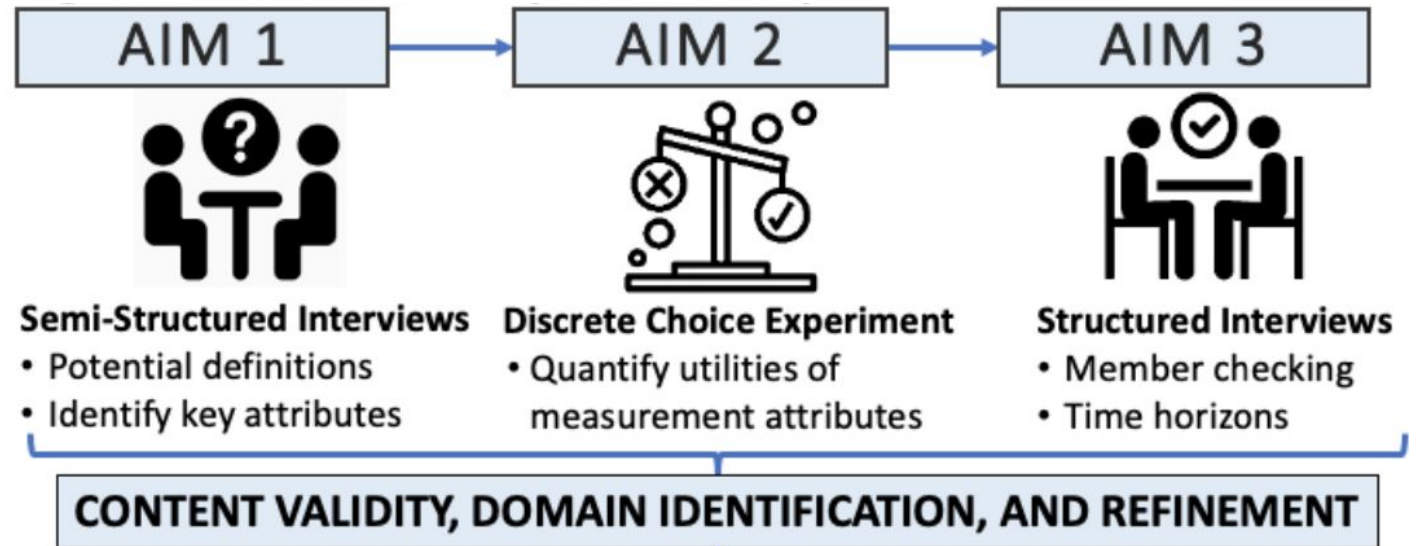 AIM 1
AIM 2
AIM 3
?
Semi-Structured Interviews
• Potential definitions
• Identify key attributes
Discrete Choice Experiment
• Quantify utilities of
measurement attributes
Structured Interviews
• Member checking
• Time horizons
CONTENT VALIDITY, DOMAIN IDENTIFICATION, AND REFINEMENT